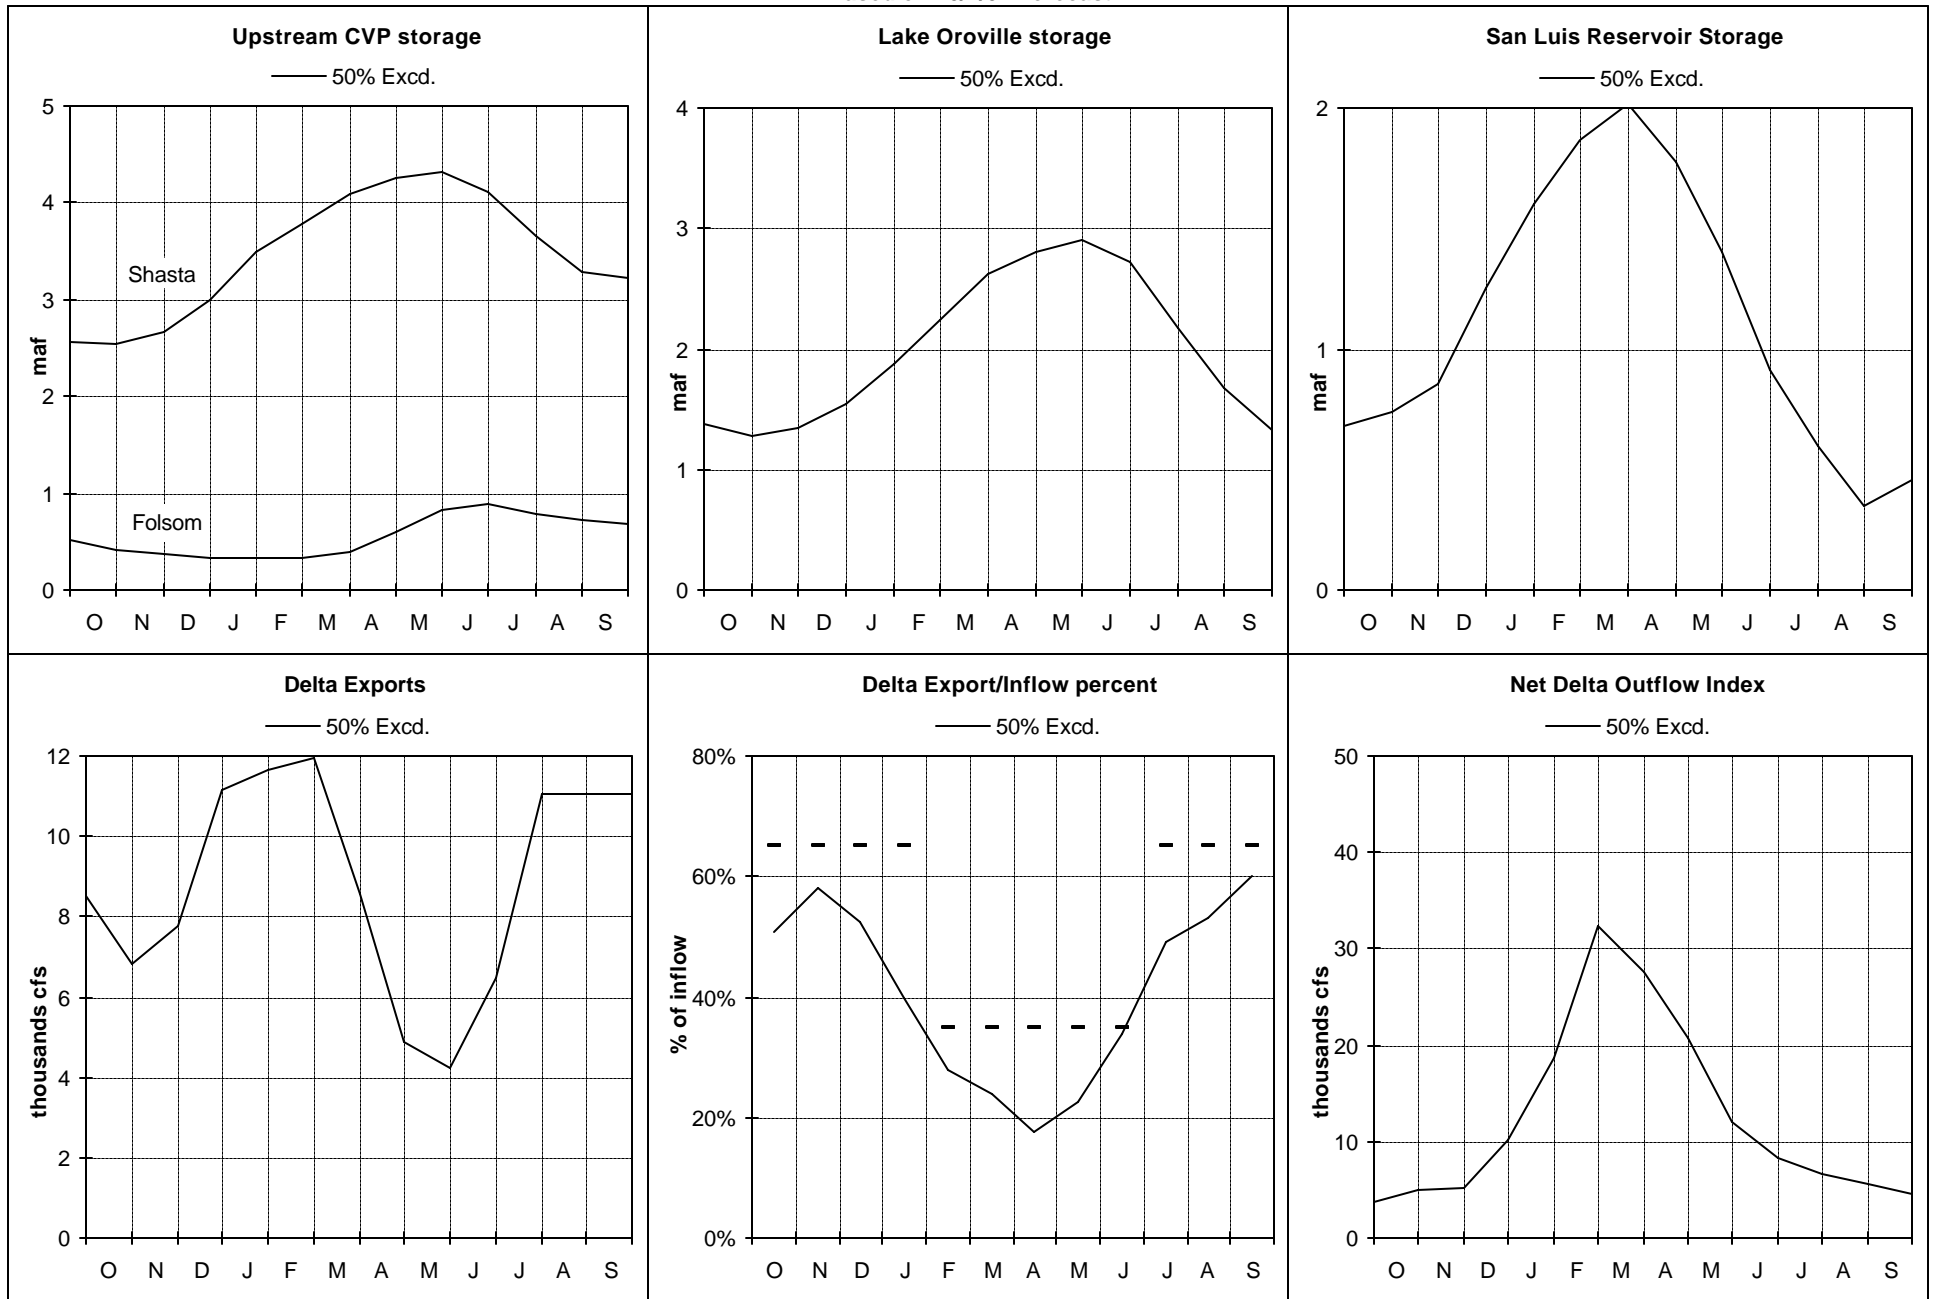 Upstream CVP storage
50% Excd.
5
4
3
2
1
0
maf
Shasta
Folsom
O N D J F M A M J J A S
Lake Oroville storage
50% Excd.
4
3
2
1
0
maf
O N D J F M A M J J A S
San Luis Reservoir Storage
50% Excd.
2
1
0
maf
O N D J F M A M J J A S
Delta Exports
50% Excd.
12
10
8
6
4
2
0
thousands cfs
O N D J F M A M J J A S
Delta Export/Inflow percent
50% Excd.
80%
60%
40%
20%
0%
% of inflow
O N D J F M A M J J A S
Net Delta Outflow Index
50% Excd.
50
40
30
20
10
0
thousands cfs
O N D J F M A M J J A S